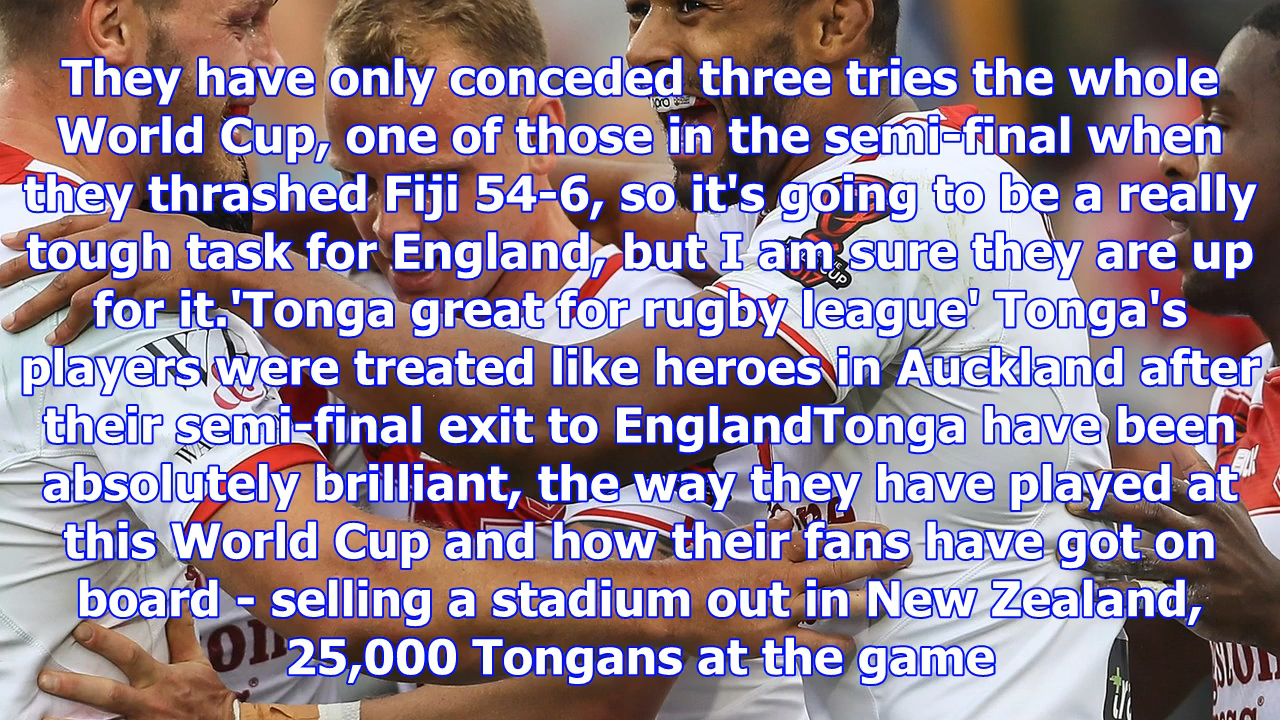 They have only conceded three tries the whole
World Cup, one of those in the semi-final when
they thrashed Fiji 54-6, so it's going to be a really
tough task for England, but I am sure they are up
for it.'Tonga great for rugby league' Tonga's
players were treated like heroes in Auckland after
their semi-final exit to EnglandTonga have been
absolutely brilliant, the way they have played at
this World Cup and how their fans have got on
board - selling a stadium out in New Zealand,
25,000 Tongans at the game